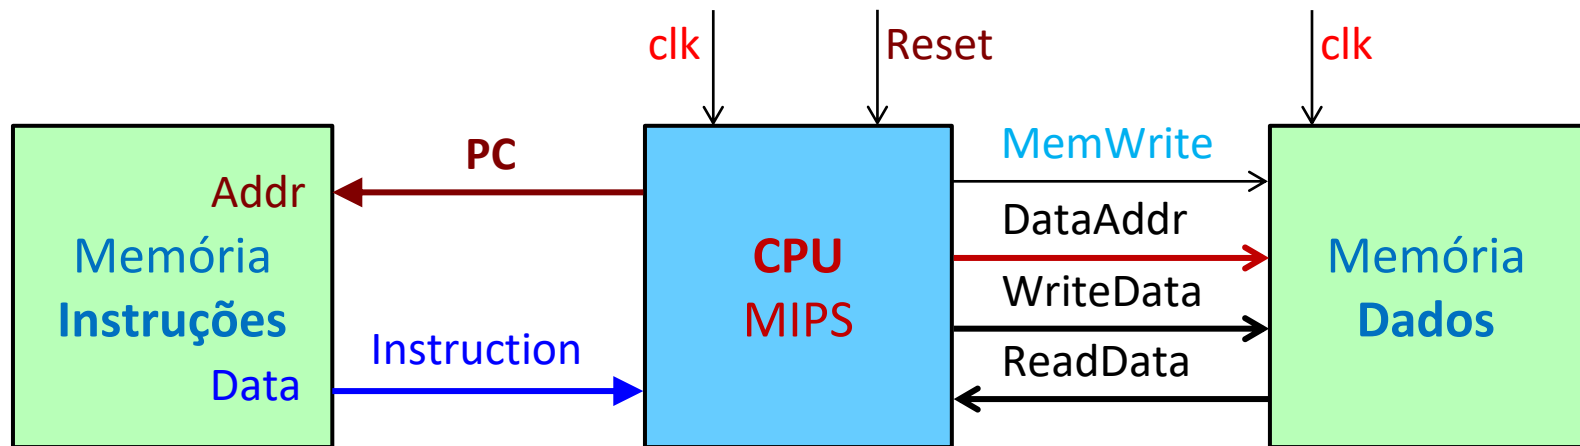 clk
Reset
clk
PC
Addr
Memória
Instruções
Data
Instruction
CPU
MIPS
MemWrite
DataAddr
WriteData
ReadData
Memória
Dados